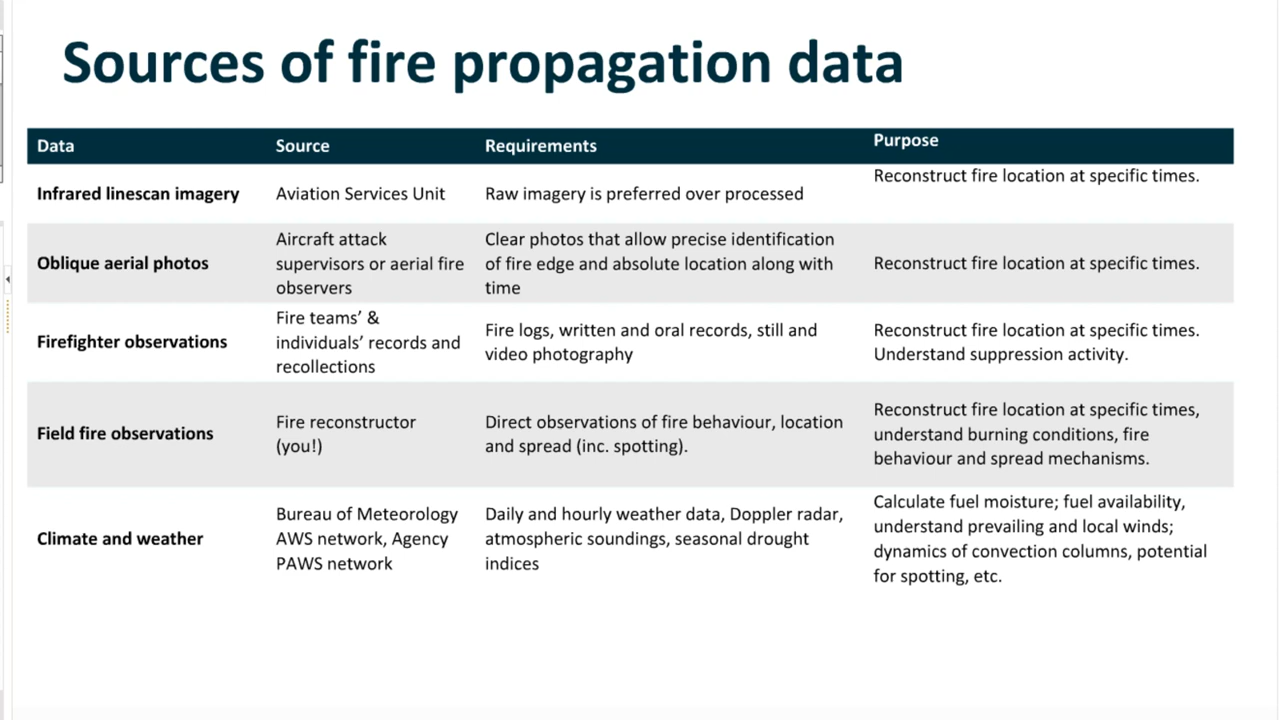 Sources of fire propagation data
Data
Source
Requirements
Purpose
Infrared linescan imagery
Aviation Services Unit
Raw imagery is preferred over processed
Reconstruct fire location at specific times.
Oblique aerial photos
Aircraft attack
supervisors or aerial fire
observers
Clear photos that allow precise identification
of fire edge and absolute location along with
time
Reconstruct fire location at specific times.
Firefighter observations
Fire teams’ &
individuals’ records and
recollections
Fire logs, written and oral records, still and
video photography
Reconstruct fire location at specific times.
Understand suppression activity.
Field fire observations
Fire reconstructor
(you!)
Direct observations of fire behaviour, location
and spread (inc. spotting).
Reconstruct fire location at specific times,
understand burning conditions, fire
behaviour and spread mechanisms.
Climate and weather
Bureau of Meteorology
AWS network, Agency
PAWS network
Daily and hourly weather data, Doppler radar,
atmospheric soundings, seasonal drought
indices
Calculate fuel moisture; fuel availability,
understand prevailing and local winds;
dynamics of convection columns, potential
for spotting, etc.